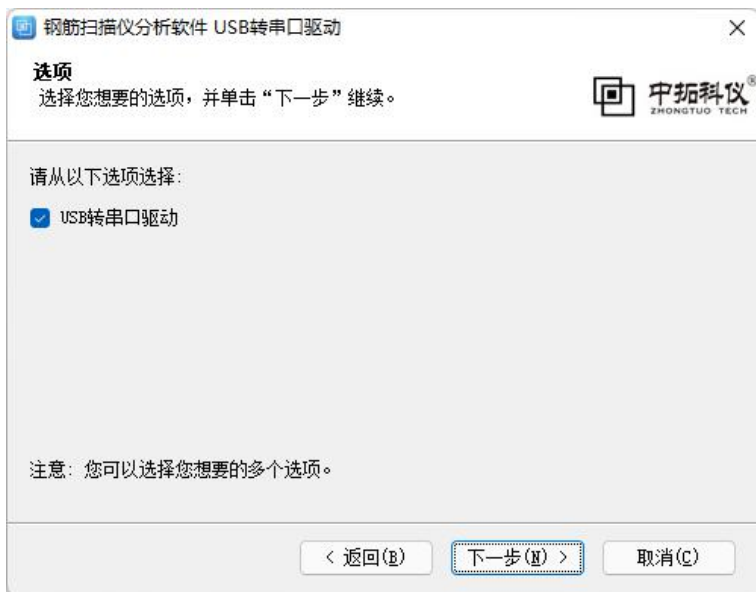 钢筋扫描仪分析软件 USB转串口驱动
选项
选择您想要的选项，并单击“下一步”继续。
中拓科仪®
ZHONGTUO TECH
请从以下选项选择：
USB转串口驱动
注意：您可以选择您想要的多个选项。
< 返回(B)
下一步(N) >
取消(C)